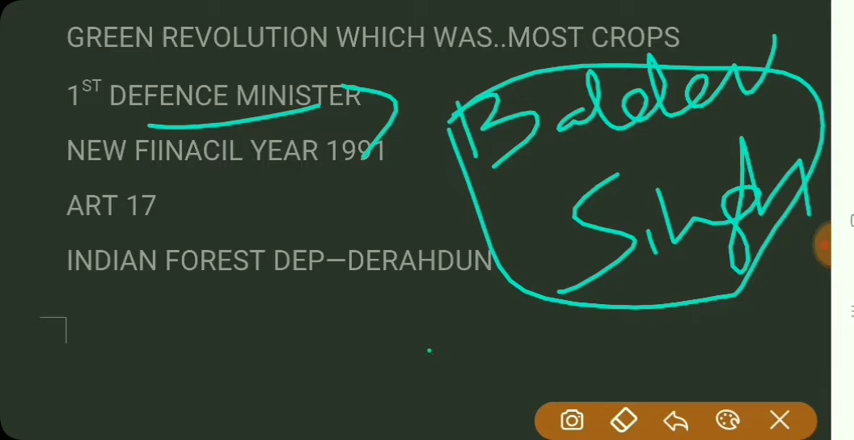 GREEN REVOLUTION WHICH WAS..MOST CROPS
1ST DEFENCE MINISTER
Baldev
Singh
NEW FIINACIL YEAR 1991
ART 17
INDIAN FOREST DEP—DERAHDUN